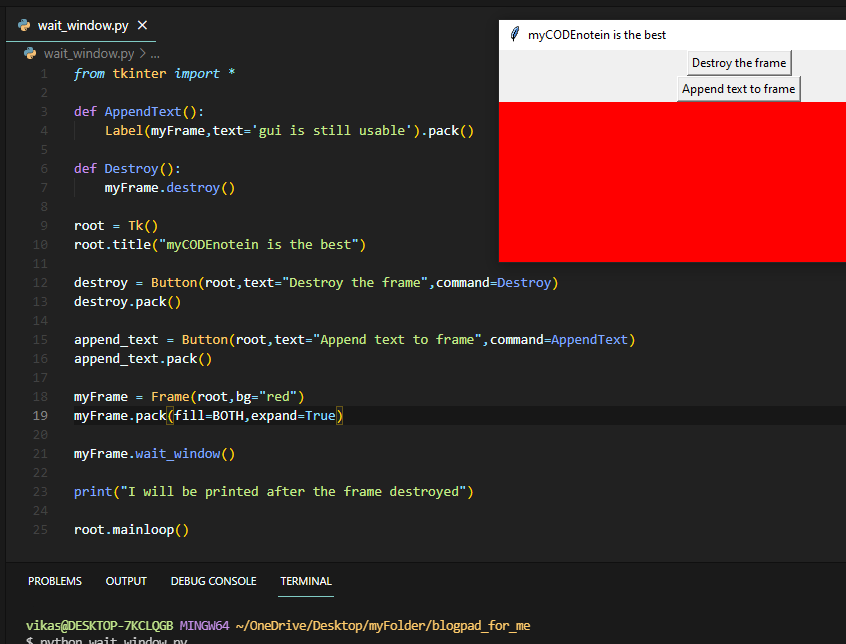 wait_window.py
myCODEnotein is the best
wait_window.py > ...
Destroy the frame
Append text to frame
1 from tkinter import *
2
3 def AppendText():
4 Label(myFrame,text='gui is still usable').pack()
5
6 def Destroy():
7 myFrame.destroy()
8
9 root = Tk()
10 root.title("myCODEnotein is the best")
11
12 destroy = Button(root,text="Destroy the frame",command=Destroy)
13 destroy.pack()
14
15 append_text = Button(root,text="Append text to frame",command=AppendText)
16 append_text.pack()
17
18 myFrame = Frame(root,bg="red")
19 myFrame.pack(fill=BOTH,expand=True)
20
21 myFrame.wait_window()
22
23 print("I will be printed after the frame destroyed")
24
25 root.mainloop()
PROBLEMS OUTPUT DEBUG CONSOLE TERMINAL
vikas@DESKTOP-7KCLQGB MINGW64 ~/OneDrive/Desktop/myFolder/blogpad_for_me
$ python wait_window.py